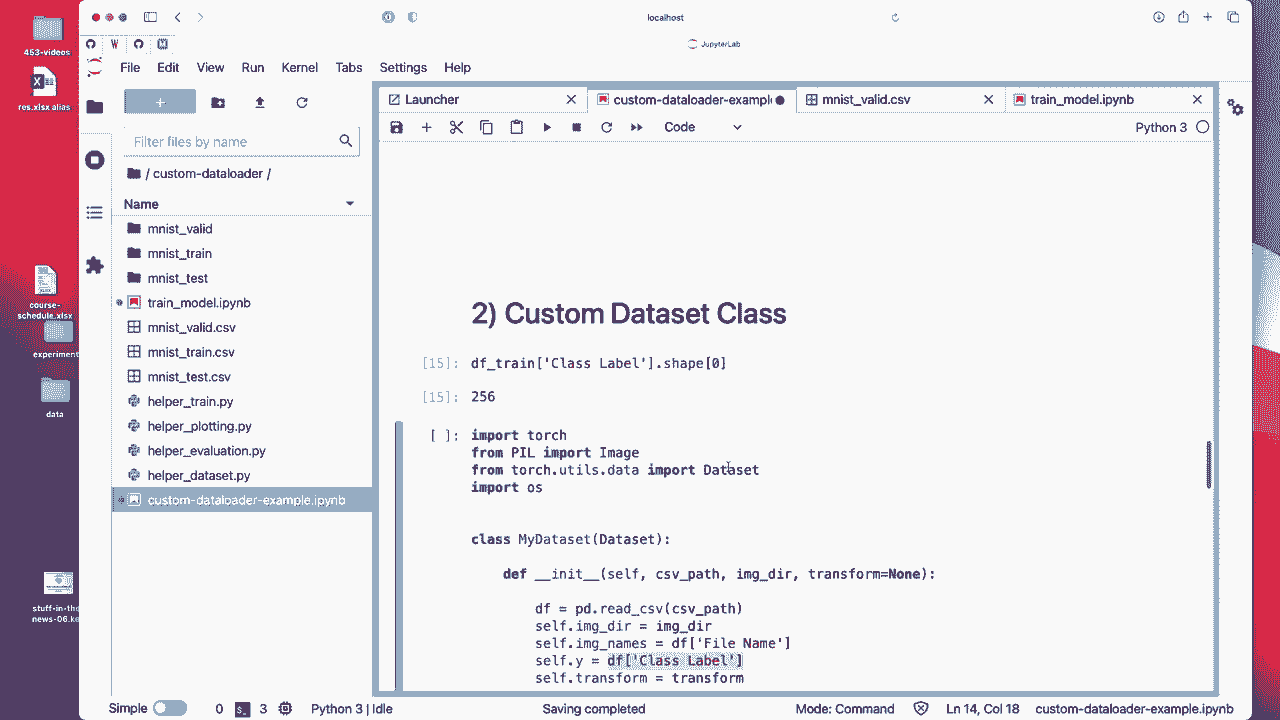 localhost
453-videos
res.xlsx alias
course-
schedule.xlsx
experiment
data
stuff-in-the
news-06.ke
JupyterLab
File Edit View Run Kernel Tabs Settings Help
Filter files by name
/ custom-dataloader /
Name
mnist_valid
mnist_train
mnist_test
train_model.ipynb
mnist_valid.csv
mnist_train.csv
mnist_test.csv
helper_train.py
helper_plotting.py
helper_evaluation.py
helper_dataset.py
custom-dataloader-example.ipynb
Launcher custom-dataloader-example mnist_valid.csv train_model.ipynb
Code Python 3
2) Custom Dataset Class
[15]: df_train['Class Label'].shape[0]
[15]: 256
[ ]: import torch
from PIL import Image
from torch.utils.data import Dataset
import os
class MyDataset(Dataset):
def __init__(self, csv_path, img_dir, transform=None):
df = pd.read_csv(csv_path)
self.img_dir = img_dir
self.img_names = df['File Name']
self.y = df['Class Label']
self.transform = transform
Simple 0 $_ 3 Python 3 | Idle Saving completed Mode: Command Ln 14, Col 18 custom-dataloader-example.ipynb